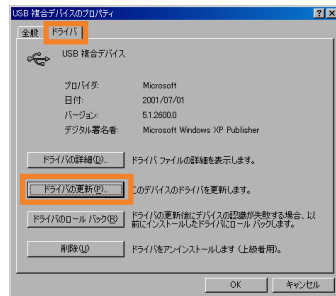 USB 複合デバイスのプロパティ
全般 ドライバ
USB 複合デバイス
プロバイダ: Microsoft
日付: 2001/07/01
バージョン: 5.1.2600.0
デジタル署名者: Microsoft Windows XP Publisher
ドライバの詳細(D)... ドライバ ファイルの詳細を表示します。
ドライバの更新(P)... このデバイスのドライバを更新します。
ドライバのロール バック(R) ドライバの更新後にデバイスの認識が失敗する場合、以
前にインストールしたドライバにロール バックします。
削除(U) ドライバをアンインストールします (上級者用)。
OK キャンセル